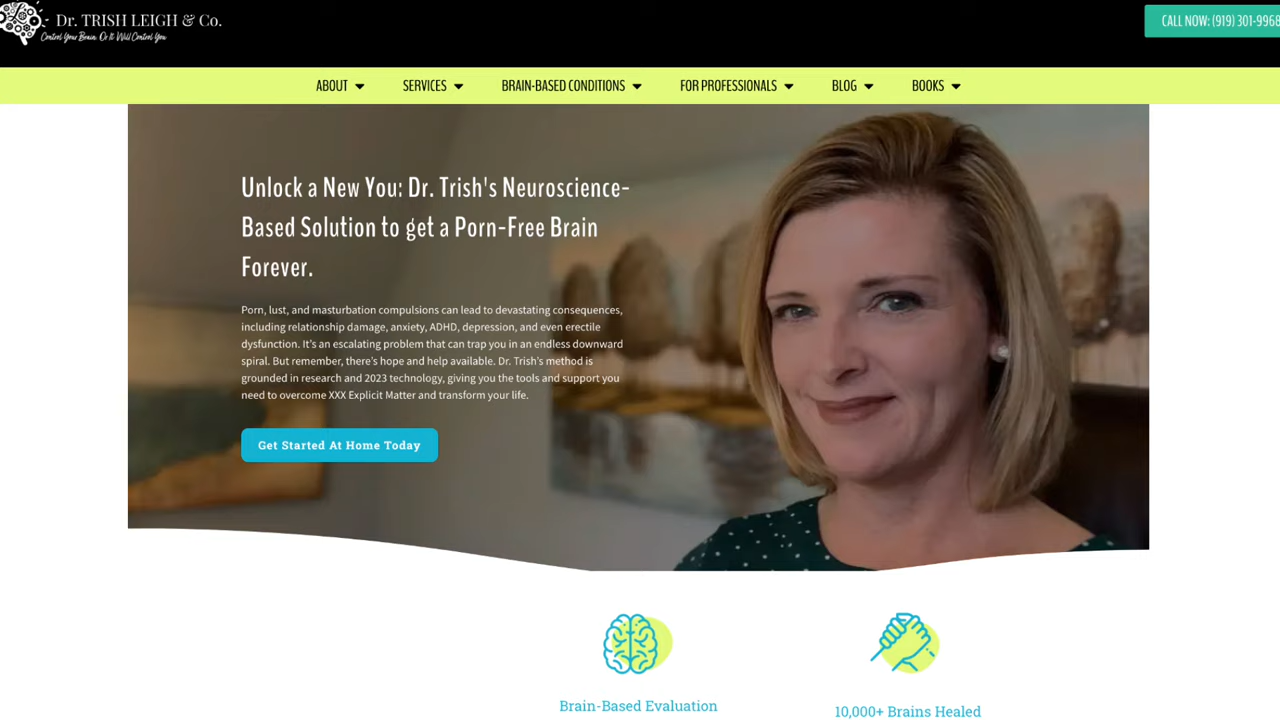 Dr. TRISH LEIGH & Co.
Control Your Brain, Or It Will Control You
CALL NOW: (919) 301-9968
ABOUT
SERVICES
BRAIN-BASED CONDITIONS
FOR PROFESSIONALS
BLOG
BOOKS
Unlock a New You: Dr. Trish's Neuroscience-
Based Solution to get a Porn-Free Brain
Forever.
Porn, lust, and masturbation compulsions can lead to devastating consequences,
including relationship damage, anxiety, ADHD, depression, and even erectile
dysfunction. It’s an escalating problem that can trap you in an endless downward
spiral. But remember, there’s hope and help available. Dr. Trish’s method is
grounded in research and 2023 technology, giving you the tools and support you
need to overcome XXX Explicit Matter and transform your life.
Get Started At Home Today
Brain-Based Evaluation
10,000+ Brains Healed